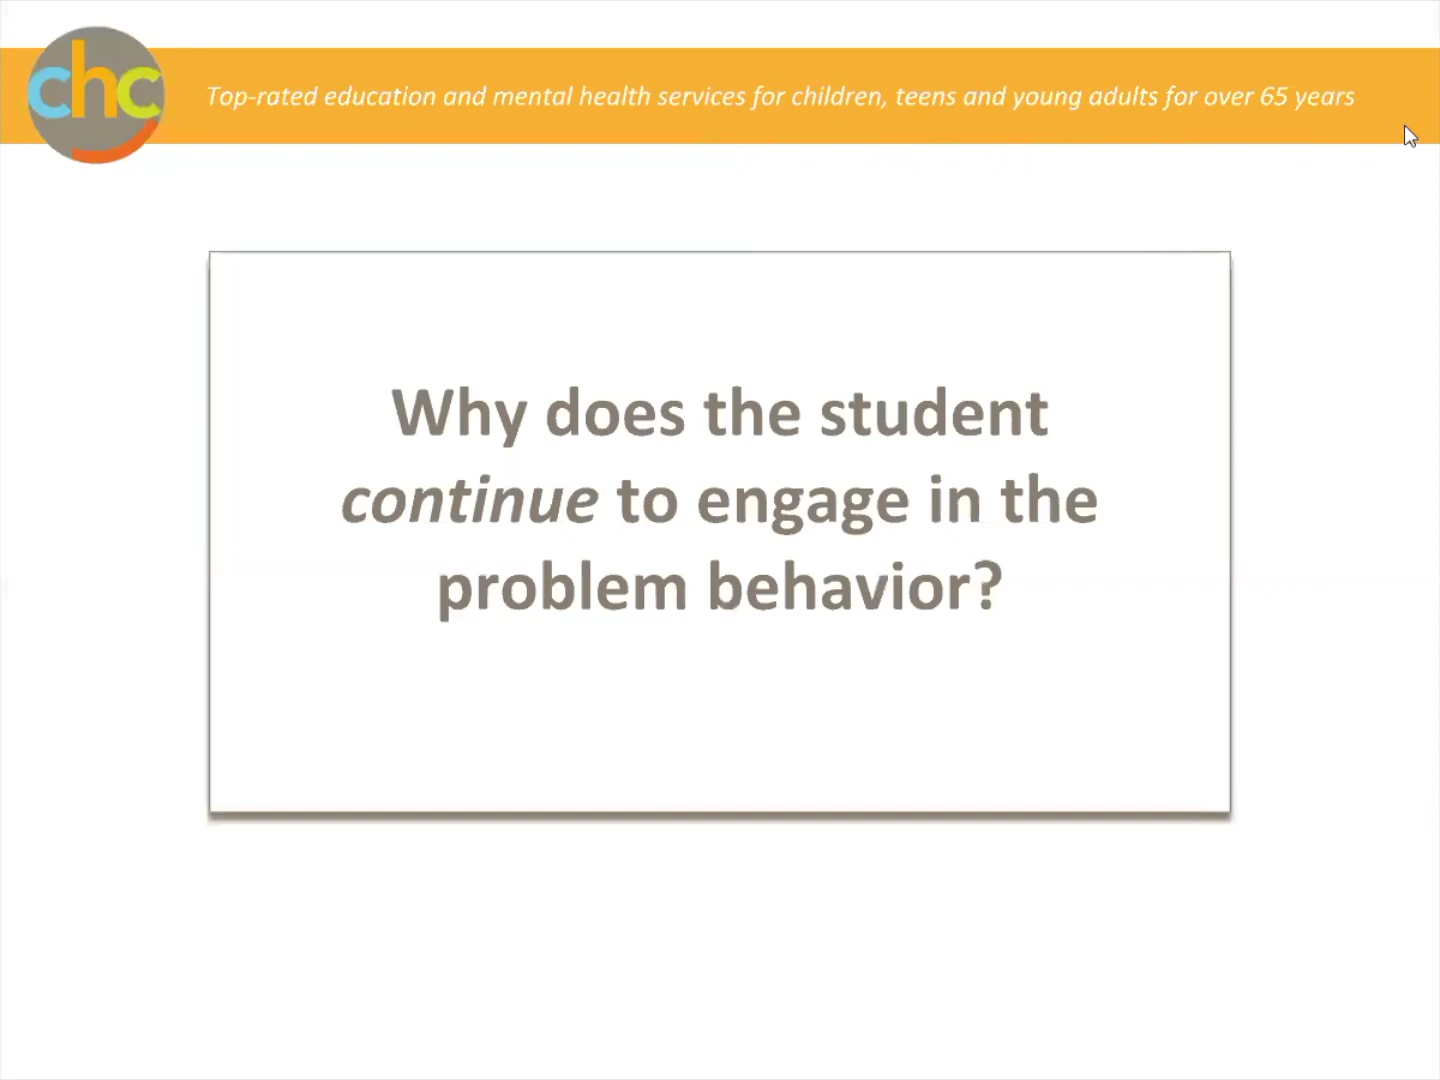 chc
Top-rated education and mental health services for children, teens and young adults for over 65 years
Why does the student
continue to engage in the
problem behavior?